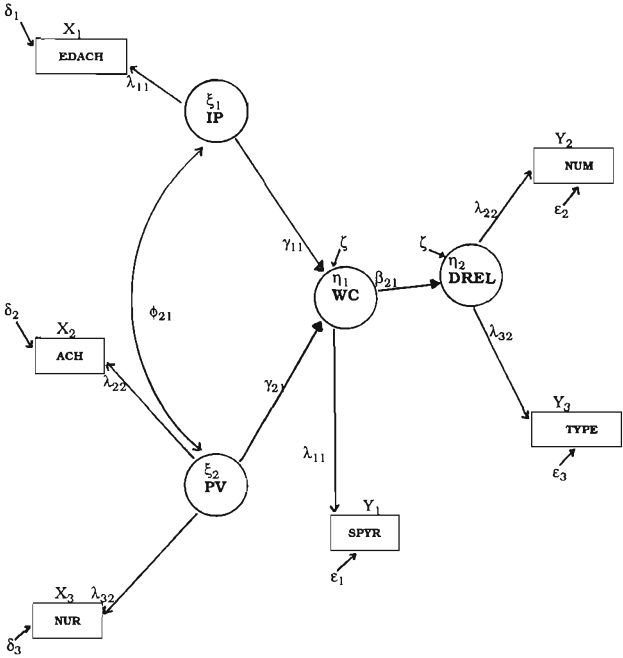 δ1
X1
EDACH
λ11
ξ1
IP
Y2
NUM
λ22
ε2
γ11
ζ
ζ
η1
WC
β21
η2
DREL
δ2
X2
ACH
λ22
ϕ21
γ21
λ32
Y3
TYPE
ε3
ξ2
PV
λ11
Y1
SPYR
ε1
X3
λ32
NUR
δ3